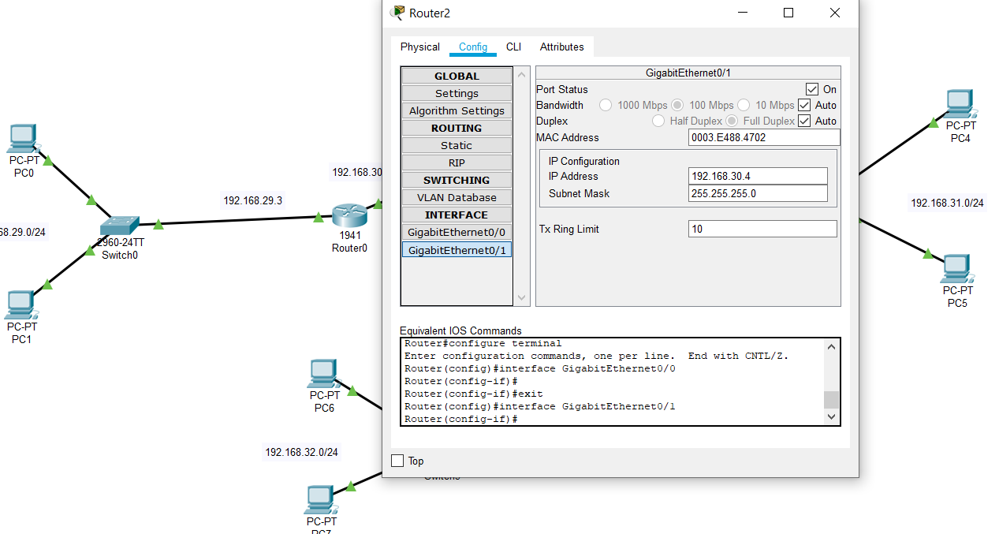 Router2
Physical Config CLI Attributes
GLOBAL
Settings
Algorithm Settings
ROUTING
Static
RIP
SWITCHING
VLAN Database
INTERFACE
GigabitEthernet0/0
GigabitEthernet0/1
GigabitEthernet0/1
Port Status On
Bandwidth 1000 Mbps 100 Mbps 10 Mbps Auto
Duplex Half Duplex Full Duplex Auto
MAC Address 0003.E488.4702
IP Configuration
IP Address 192.168.30.4
Subnet Mask 255.255.255.0
Tx Ring Limit 10
Equivalent IOS Commands
Router#configure terminal
Enter configuration commands, one per line. End with CNTL/Z.
Router(config)#interface GigabitEthernet0/0
Router(config-if)#
Router(config-if)#exit
Router(config)#interface GigabitEthernet0/1
Router(config-if)#
Top
PC-PT
PC0
192.168.29.3
192.168.30
68.29.0/24
2960-24TT
Switch0
1941
Router0
PC-PT
PC1
PC-PT
PC6
192.168.32.0/24
PC-PT
PC7
PC-PT
PC4
192.168.31.0/24
PC-PT
PC5